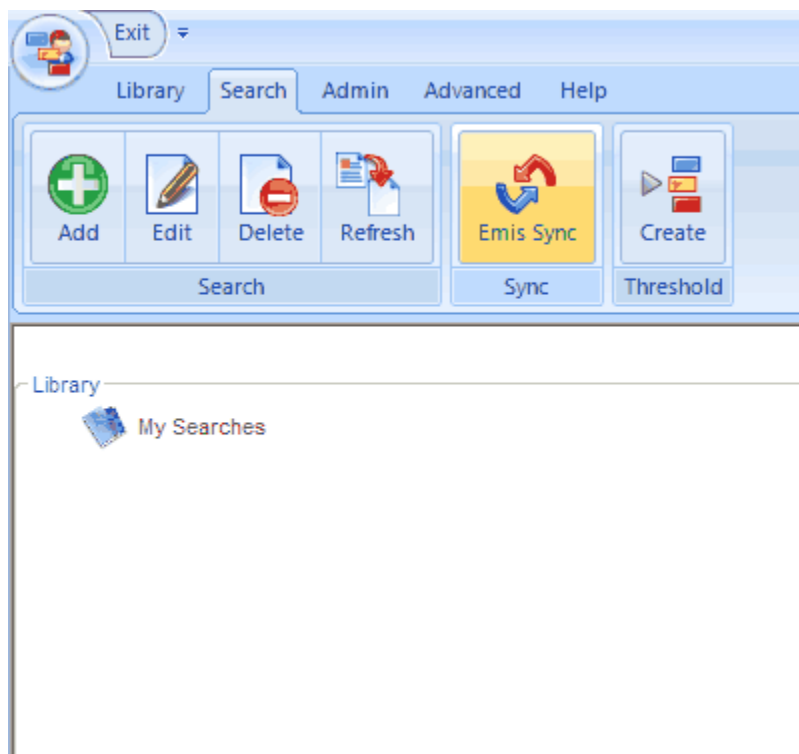 Exit
Library Search Admin Advanced Help
Add Edit Delete Refresh Emis Sync Create
Search Sync Threshold
Library
My Searches